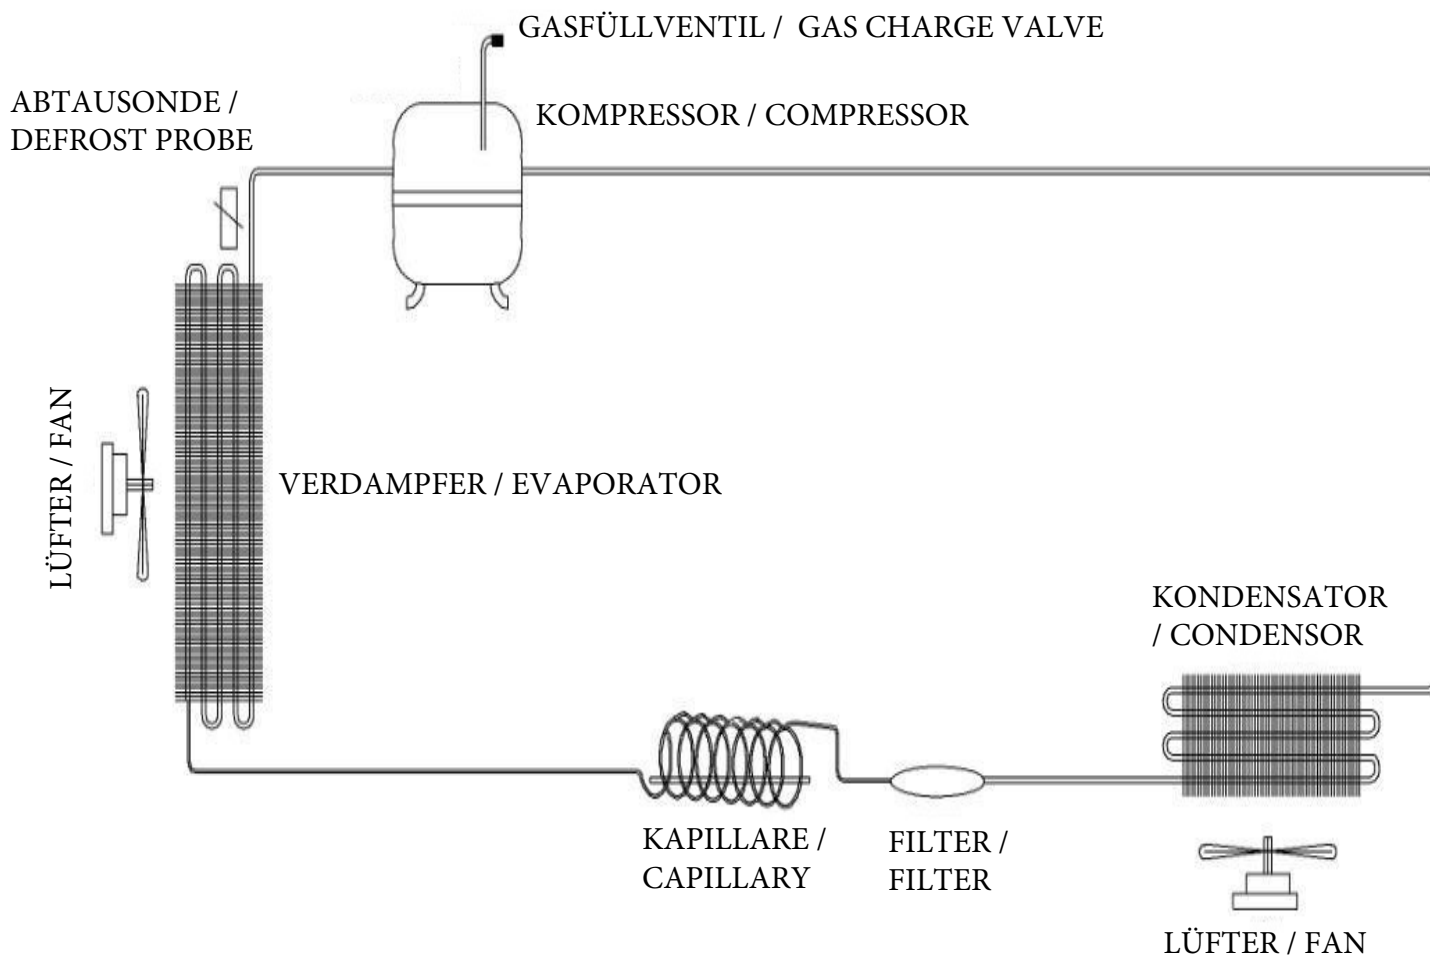 GASFÜLLVENTIL / GAS CHARGE VALVE
ABTAUSONDE /
DEFROST PROBE
KOMPRESSOR / COMPRESSOR
LÜFTER / FAN
VERDAMPFER / EVAPORATOR
KONDENSATOR
/ CONDENSOR
KAPILLARE /
CAPILLARY
FILTER /
FILTER
LÜFTER / FAN